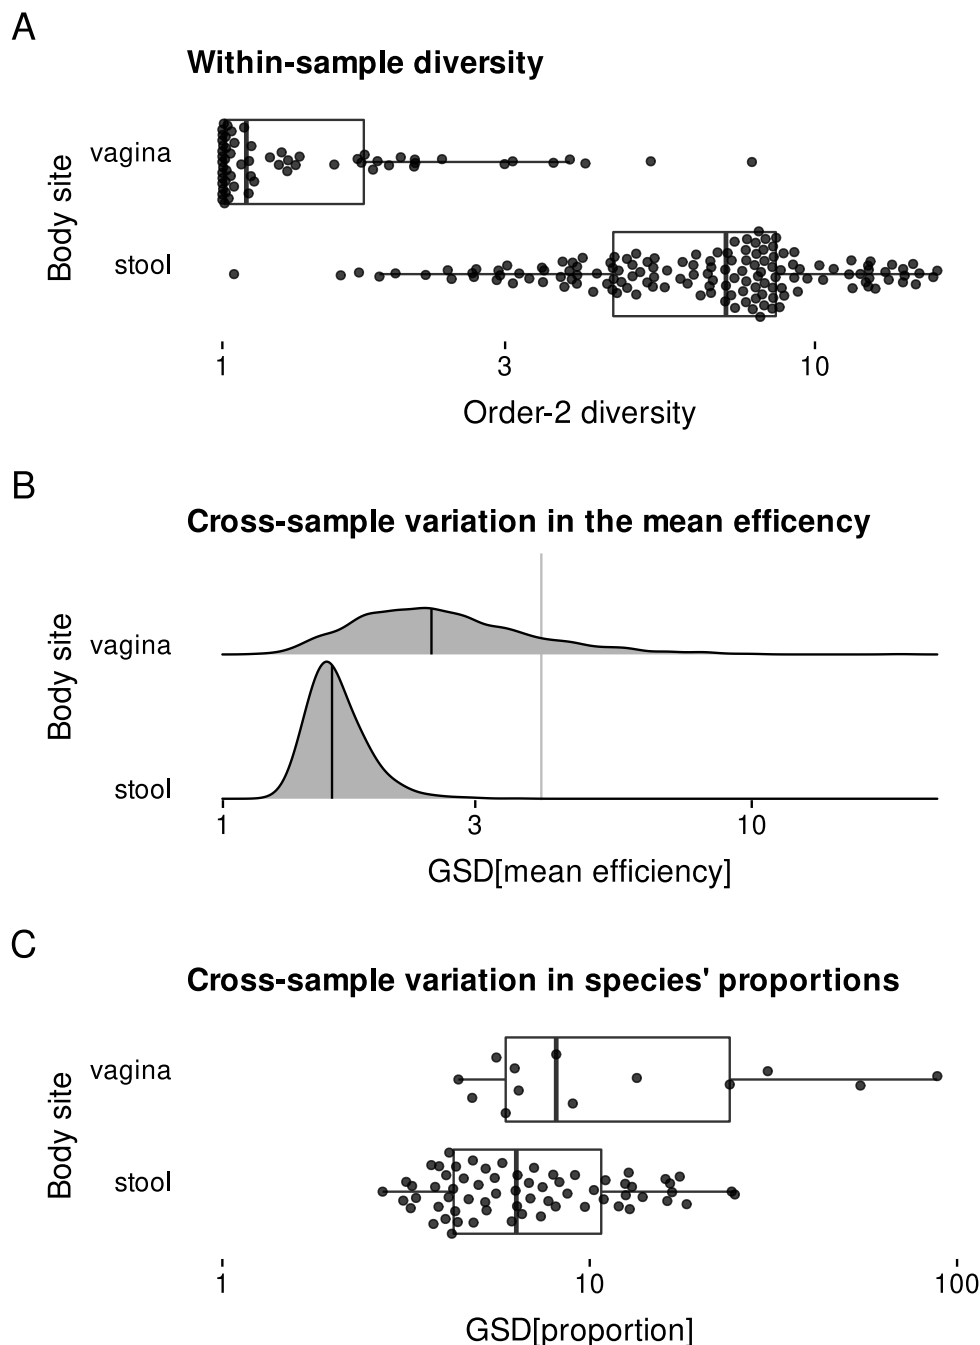 A
Within-sample diversity
Body site
vagina
stool
1 3 10
Order-2 diversity
B
Cross-sample variation in the mean efficency
Body site
vagina
stool
1 3 10
GSD[mean efficiency]
C
Cross-sample variation in species' proportions
Body site
vagina
stool
1 10 100
GSD[proportion]